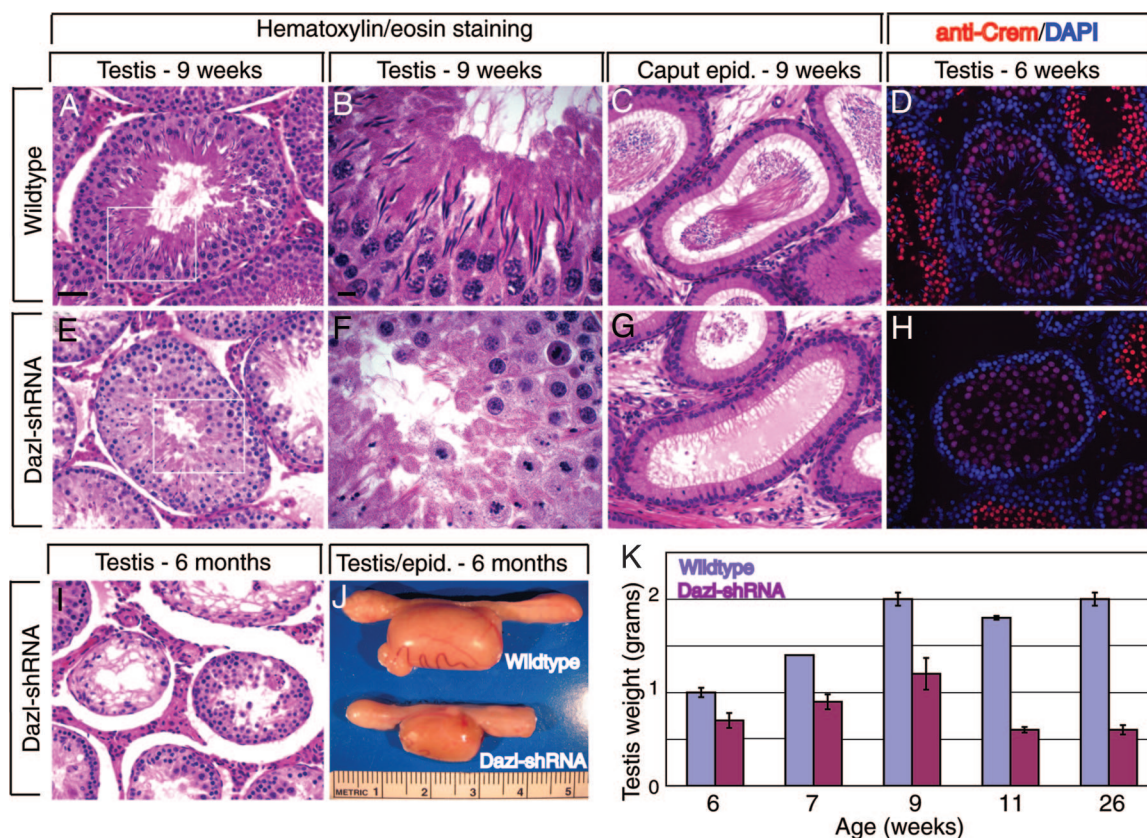 Hematoxylin/eosin staining
anti-Crem/DAPI
Testis - 9 weeks
Testis - 9 weeks
Caput epid. - 9 weeks
Testis - 6 weeks
Wildtype
A
B
C
D
Dazl-shRNA
E
F
G
H
Testis - 6 months
Testis/epid. - 6 months
Dazl-shRNA
I
J
Wildtype
Dazl-shRNA
METRIC 1 2 3 4 5
K
Wildtype
Dazl-shRNA
Testis weight (grams)
2
1
0
6 7 9 11 26
Age (weeks)